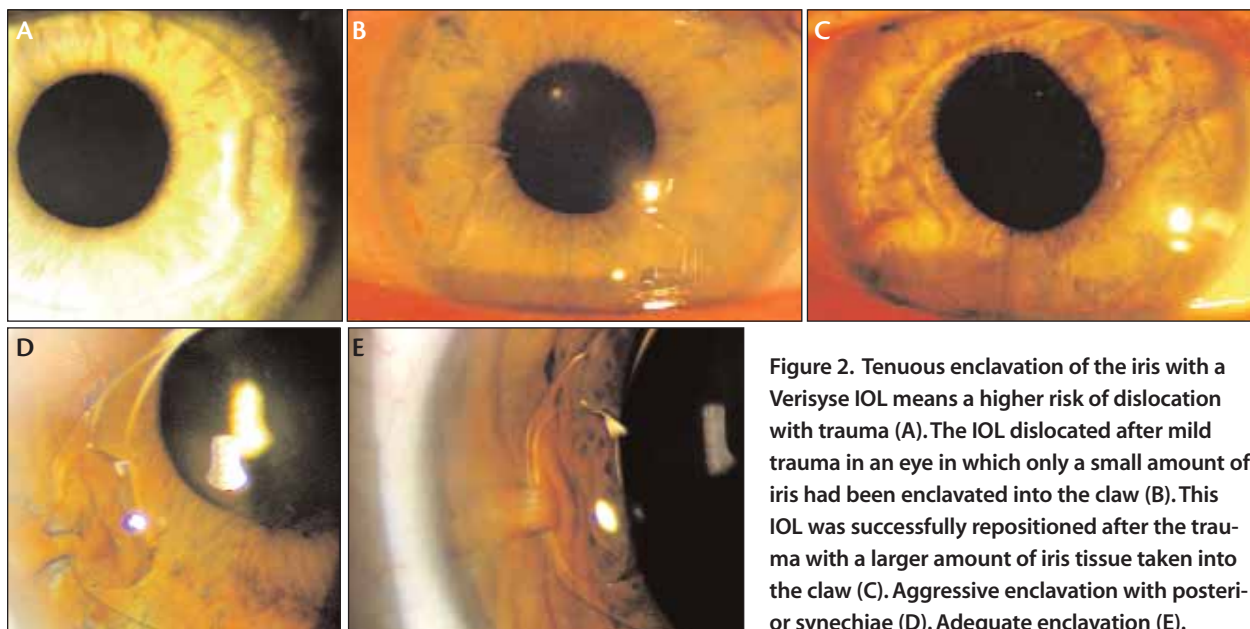 A
B
C
D
E
Figure 2. Tenuous enclavation of the iris with a
Verisyse IOL means a higher risk of dislocation
with trauma (A). The IOL dislocated after mild
trauma in an eye in which only a small amount of
iris had been enclavated into the claw (B). This
IOL was successfully repositioned after the trau-
ma with a larger amount of iris tissue taken into
the claw (C). Aggressive enclavation with posteri-
or synechiae (D). Adequate enclavation (E).